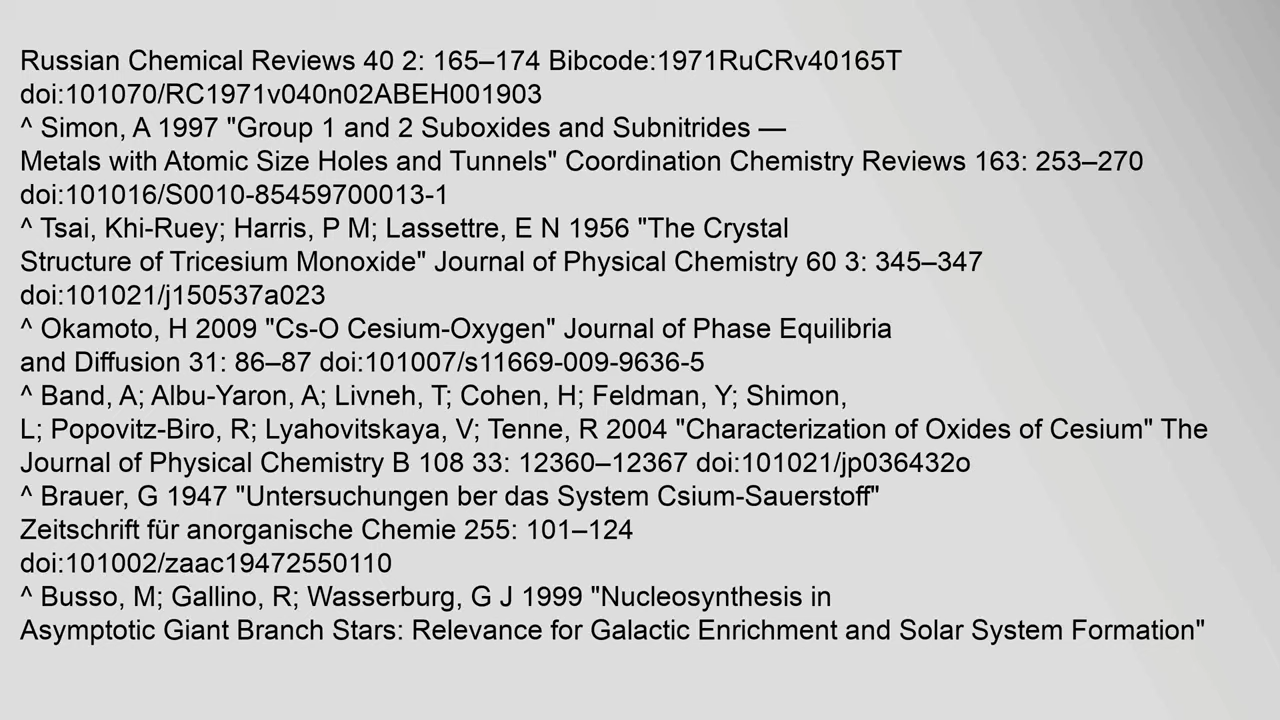 Russian Chemical Reviews 40 2: 165–174 Bibcode:1971RuCRv40165T
doi:101070/RC1971v040n02ABEH001903
^ Simon, A 1997 "Group 1 and 2 Suboxides and Subnitrides —
Metals with Atomic Size Holes and Tunnels" Coordination Chemistry Reviews 163: 253–270
doi:101016/S0010-85459700013-1
^ Tsai, Khi-Ruey; Harris, P M; Lassettre, E N 1956 "The Crystal
Structure of Tricesium Monoxide" Journal of Physical Chemistry 60 3: 345–347
doi:101021/j150537a023
^ Okamoto, H 2009 "Cs-O Cesium-Oxygen" Journal of Phase Equilibria
and Diffusion 31: 86–87 doi:101007/s11669-009-9636-5
^ Band, A; Albu-Yaron, A; Livneh, T; Cohen, H; Feldman, Y; Shimon,
L; Popovitz-Biro, R; Lyahovitskaya, V; Tenne, R 2004 "Characterization of Oxides of Cesium" The
Journal of Physical Chemistry B 108 33: 12360–12367 doi:101021/jp036432o
^ Brauer, G 1947 "Untersuchungen ber das System Csium-Sauerstoff"
Zeitschrift für anorganische Chemie 255: 101–124
doi:101002/zaac19472550110
^ Busso, M; Gallino, R; Wasserburg, G J 1999 "Nucleosynthesis in
Asymptotic Giant Branch Stars: Relevance for Galactic Enrichment and Solar System Formation"